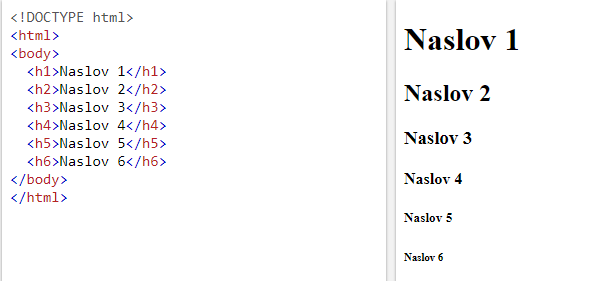 <!DOCTYPE html>
<html>
<body>
<h1>Naslov 1</h1>
<h2>Naslov 2</h2>
<h3>Naslov 3</h3>
<h4>Naslov 4</h4>
<h5>Naslov 5</h5>
<h6>Naslov 6</h6>
</body>
</html>
Naslov 1
Naslov 2
Naslov 3
Naslov 4
Naslov 5
Naslov 6